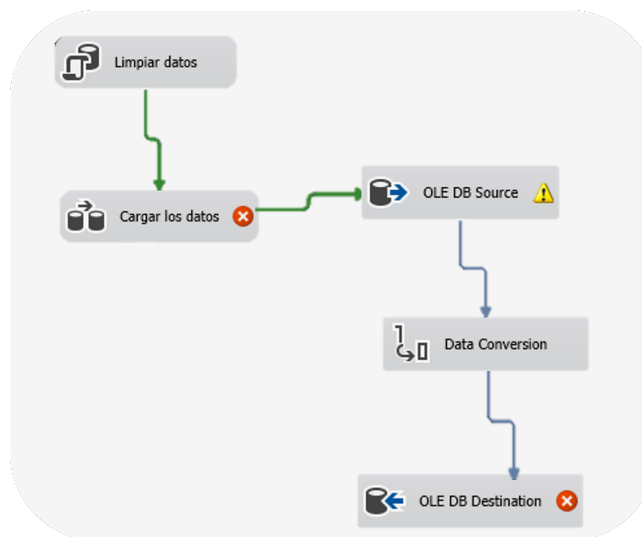 Limpiar datos
Cargar los datos
OLE DB Source
Data Conversion
OLE DB Destination